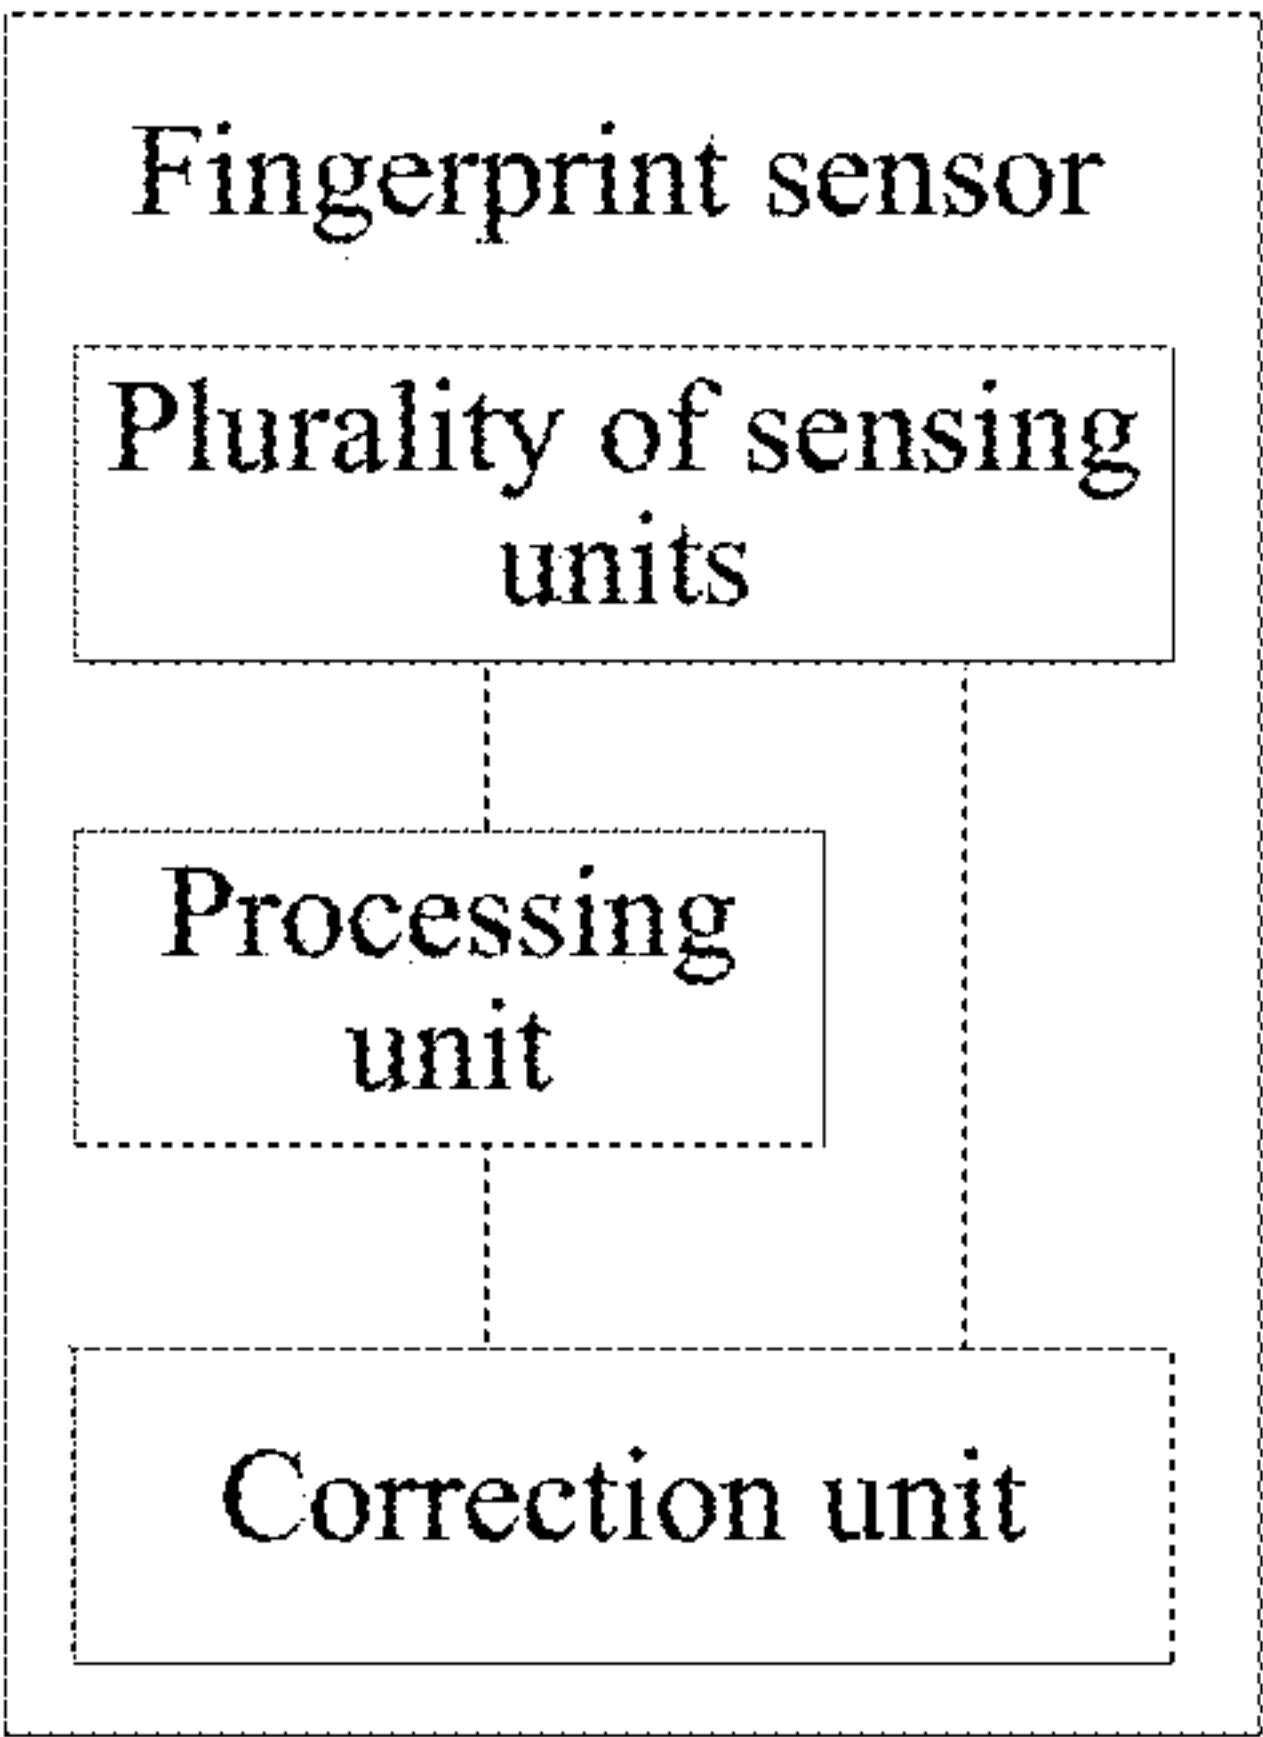 Fingerprint sensor
Plurality of sensing
units
Processing
unit
Correction unit